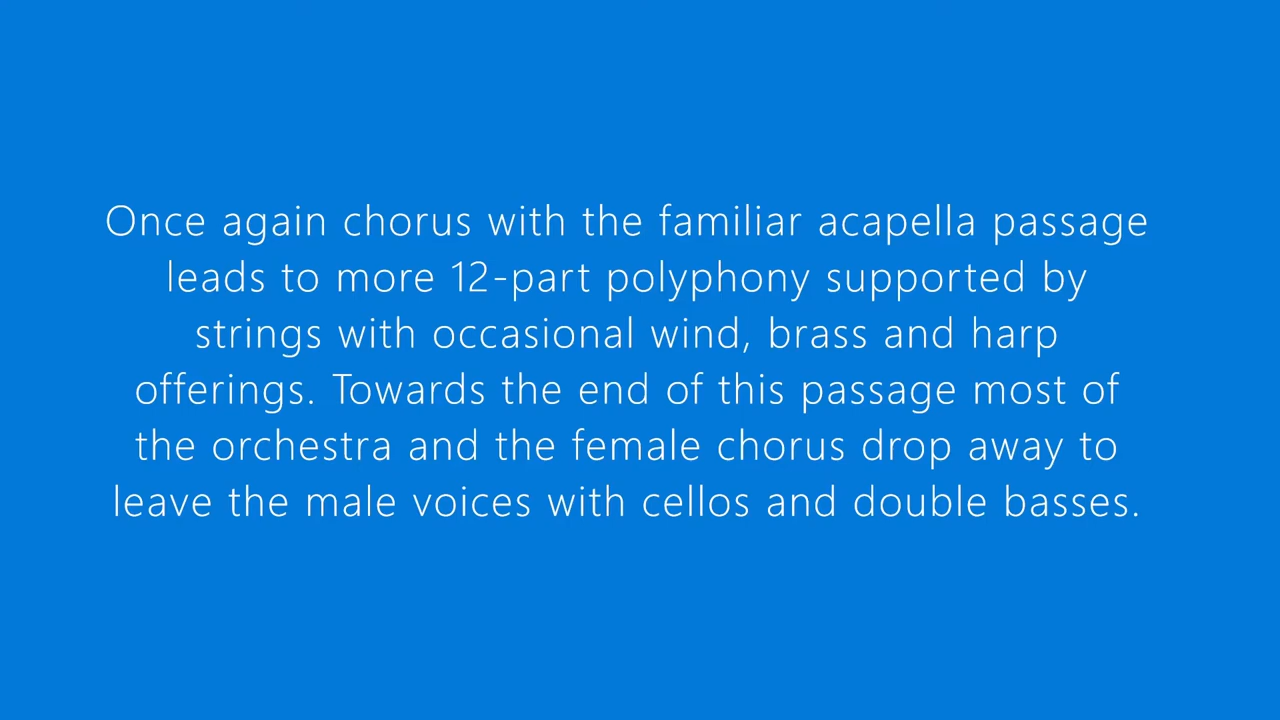 Once again chorus with the familiar acapella passage
leads to more 12-part polyphony supported by
strings with occasional wind, brass and harp
offerings. Towards the end of this passage most of
the orchestra and the female chorus drop away to
leave the male voices with cellos and double basses.